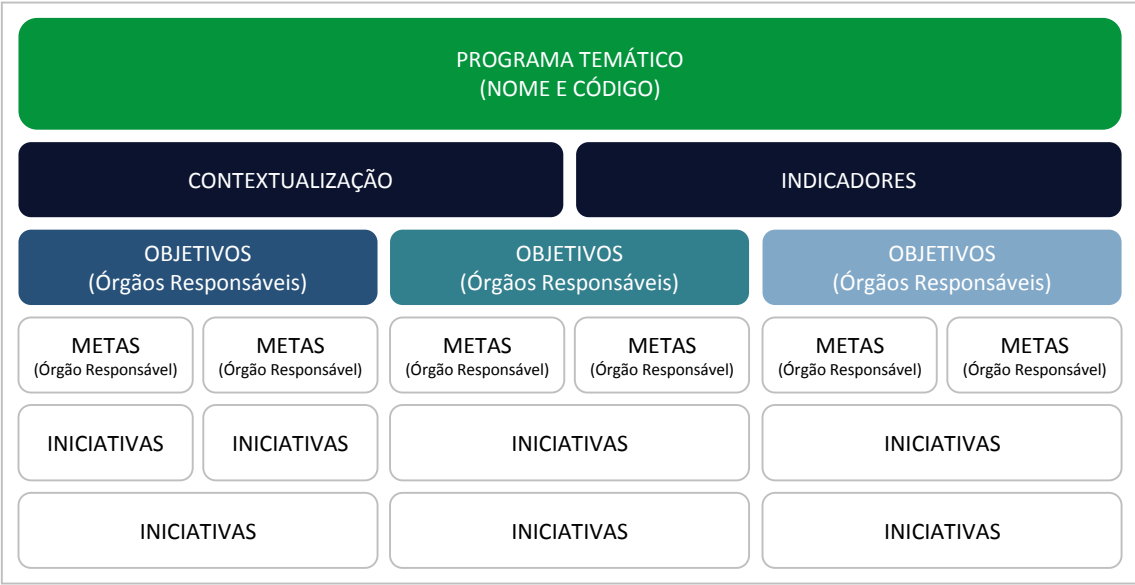 PROGRAMA TEMÁTICO
(NOME E CÓDIGO)
CONTEXTUALIZAÇÃO
INDICADORES
OBJETIVOS
(Órgãos Responsáveis)
OBJETIVOS
(Órgãos Responsáveis)
OBJETIVOS
(Órgãos Responsáveis)
METAS
(Órgão Responsável)
METAS
(Órgão Responsável)
METAS
(Órgão Responsável)
METAS
(Órgão Responsável)
METAS
(Órgão Responsável)
METAS
(Órgão Responsável)
INICIATIVAS
INICIATIVAS
INICIATIVAS
INICIATIVAS
INICIATIVAS
INICIATIVAS
INICIATIVAS